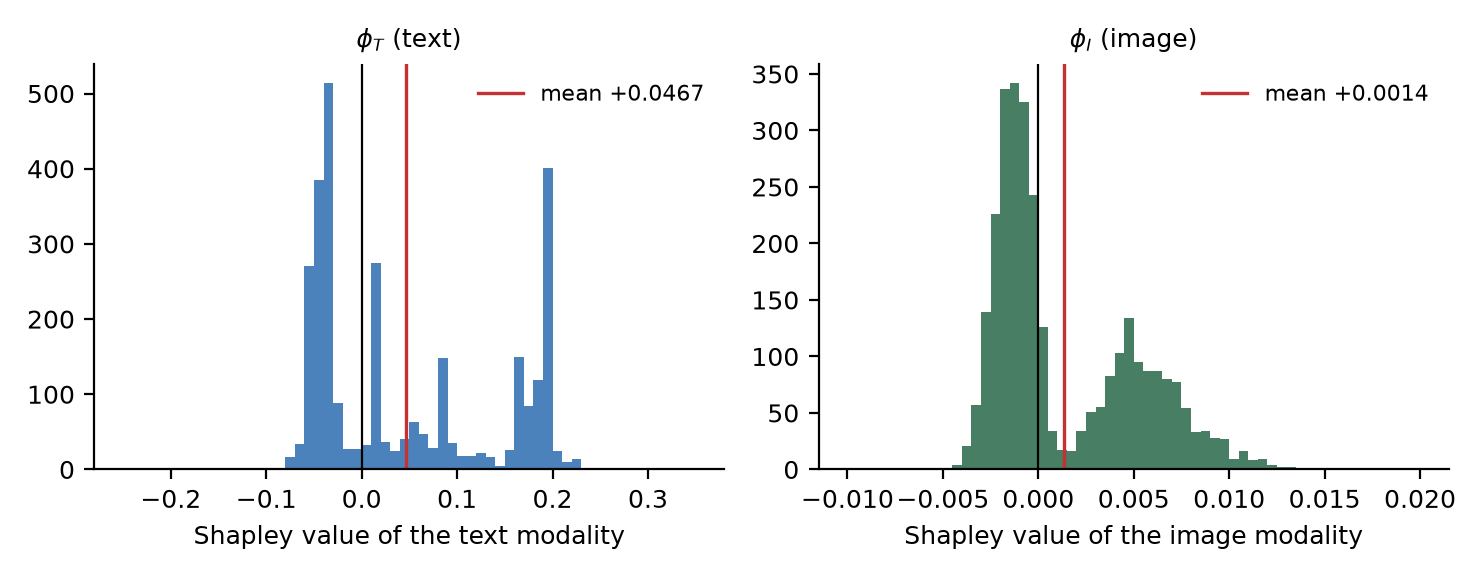 ϕT (text)
500
400
300
200
100
0
mean +0.0467
−0.2 −0.1 0.0 0.1 0.2 0.3
Shapley value of the text modality
ϕI (image)
350
300
250
200
150
100
50
0
mean +0.0014
−0.010 −0.005 0.000 0.005 0.010 0.015 0.020
Shapley value of the image modality